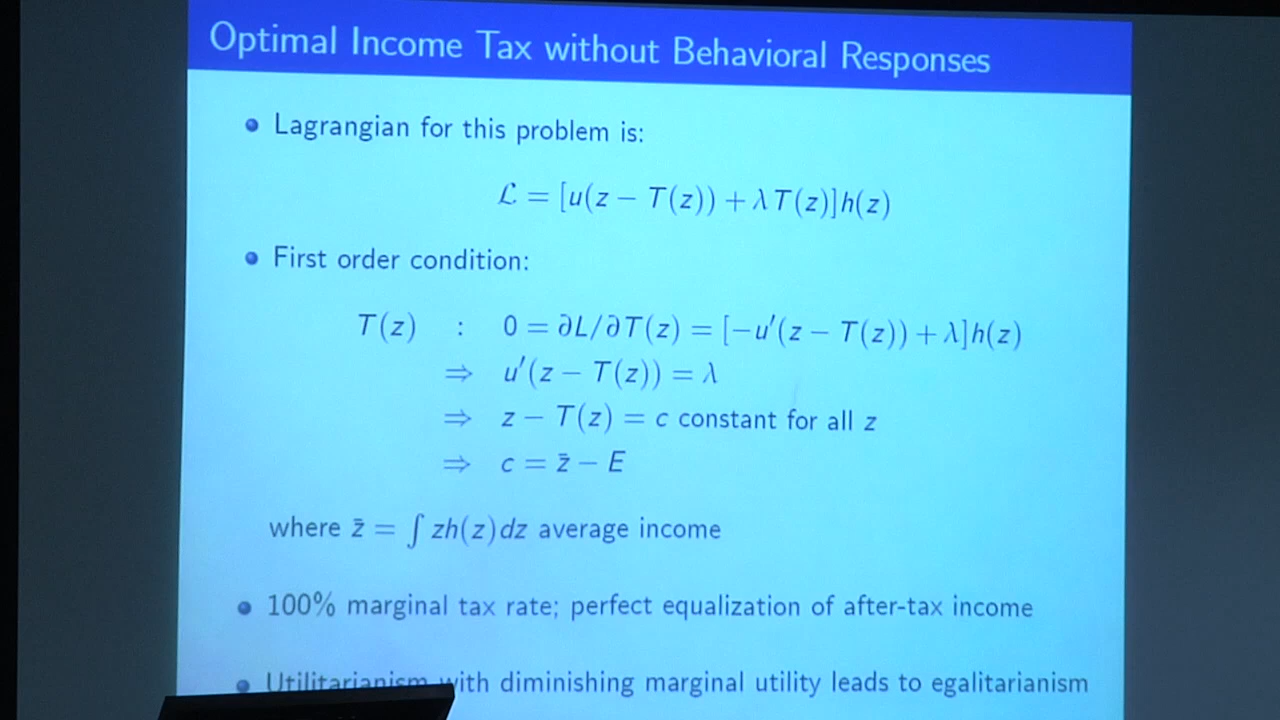 Optimal Income Tax without Behavioral Responses
Lagrangian for this problem is:
ℒ = [u(z − T(z)) + λT(z)]h(z)
First order condition:
T(z) : 0 = ∂L/∂T(z) = [−u′(z − T(z)) + λ]h(z)
⇒ u′(z − T(z)) = λ
⇒ z − T(z) = c constant for all z
⇒ c = z̄ − E
where z̄ = ∫ zh(z)dz average income
100% marginal tax rate; perfect equalization of after-tax income
Utilitarianism with diminishing marginal utility leads to egalitarianism